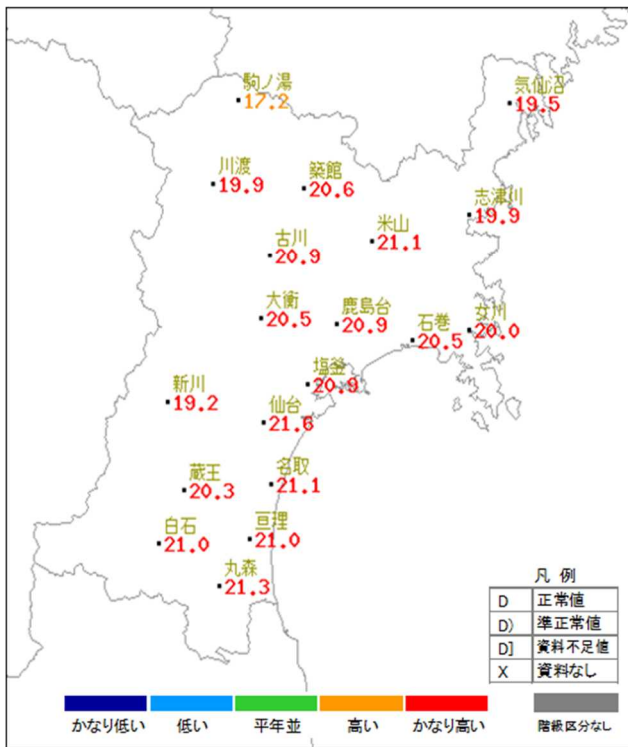 駒ノ湯
17.2
気仙沼
19.5
川渡
19.9
築館
20.6
志津川
19.9
米山
21.1
古川
20.9
大衡
20.5
鹿島台
20.9
石巻
20.5
女川
20.0
塩釜
20.9
新川
19.2
仙台
21.6
蔵王
20.3
名取
21.1
白石
21.0
亘理
21.0
丸森
21.3
凡 例
D 正常値
D) 準正常値
D] 資料不足値
X 資料なし
かなり低い 低い 平年並 高い かなり高い 階級区分なし